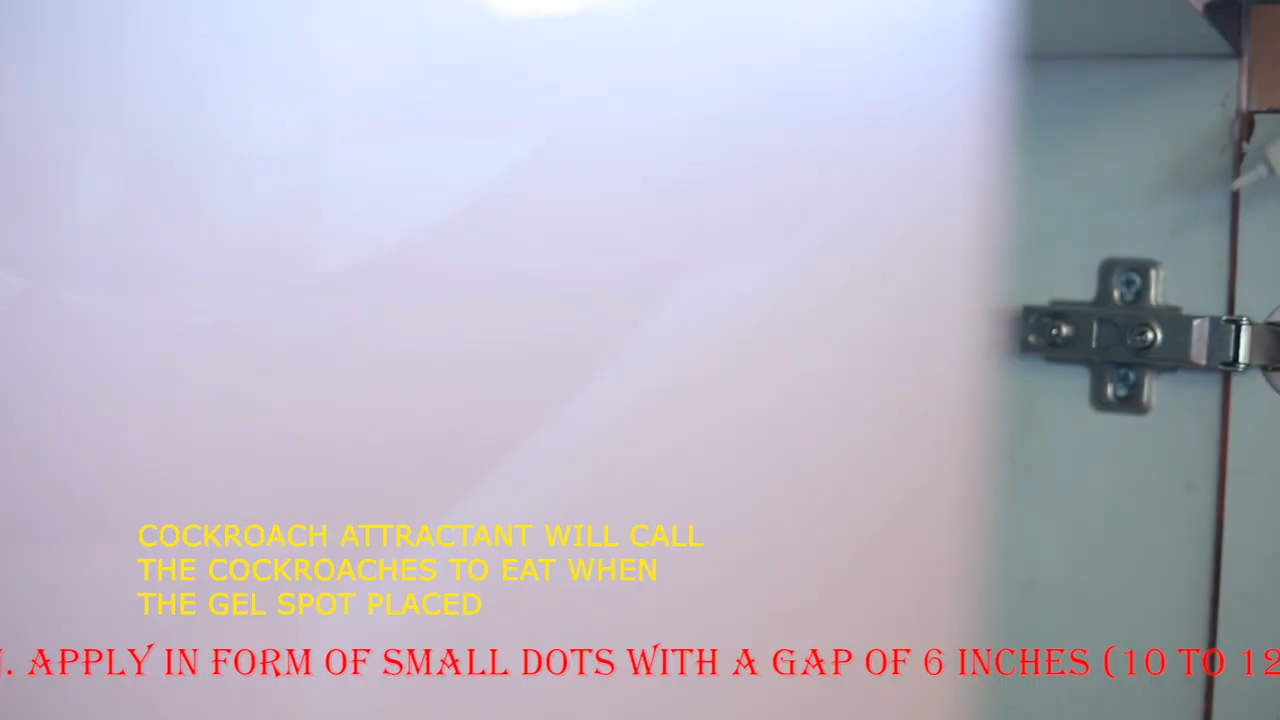 COCKROACH ATTRACTANT WILL CALL
THE COCKROACHES TO EAT WHEN
THE GEL SPOT PLACED
. APPLY IN FORM OF SMALL DOTS WITH A GAP OF 6 INCHES (10 TO 12